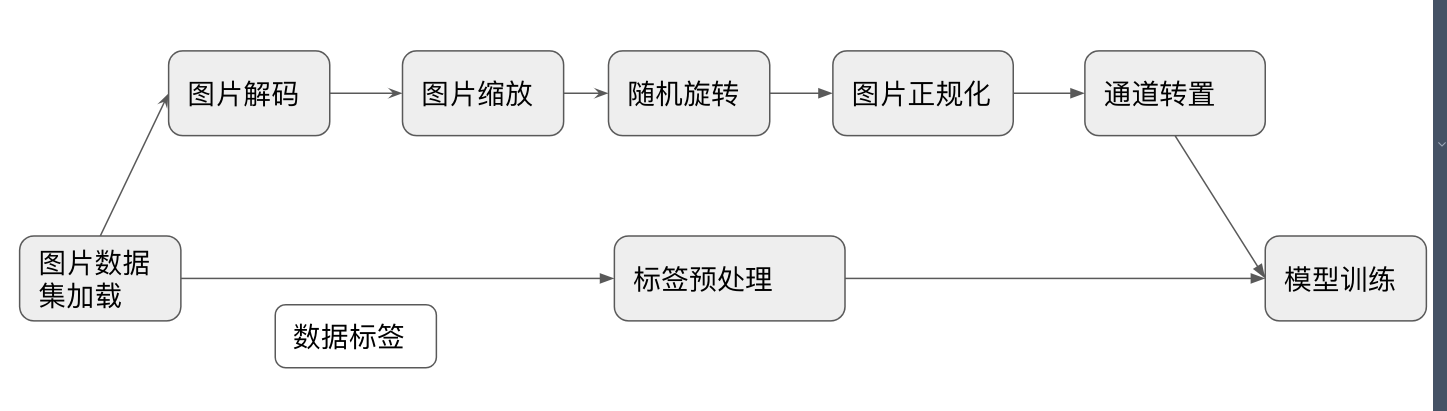 图片解码
图片缩放
随机旋转
图片正规化
通道转置
图片数据
集加载
标签预处理
模型训练
数据标签